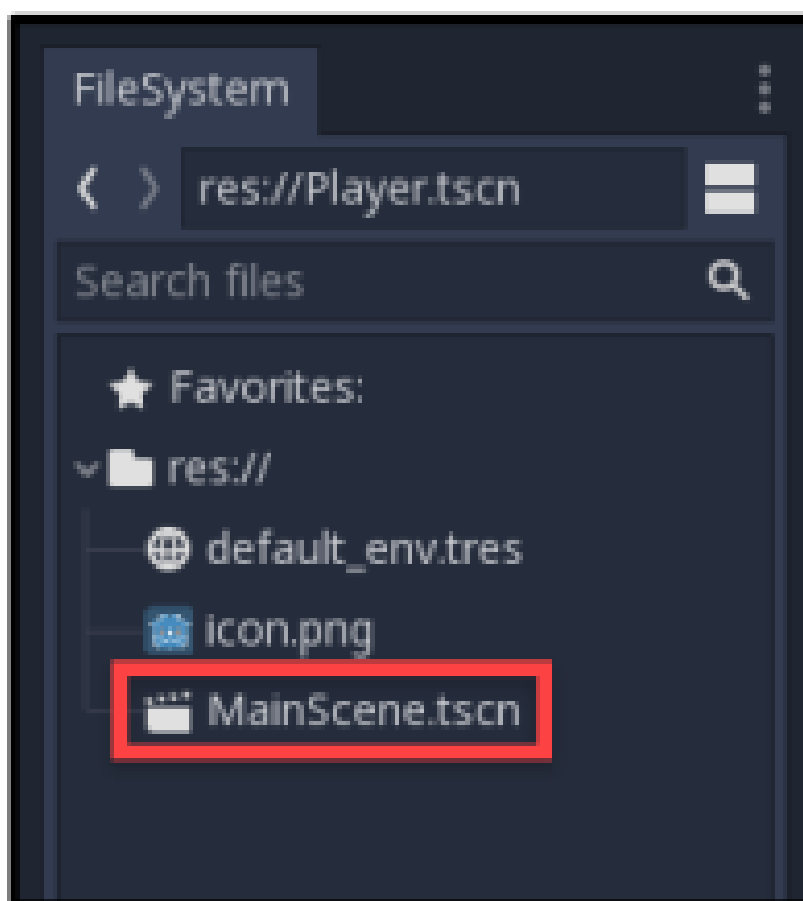 FileSystem
res://Player.tscn
Search files
Favorites:
res://
default_env.tres
icon.png
MainScene.tscn